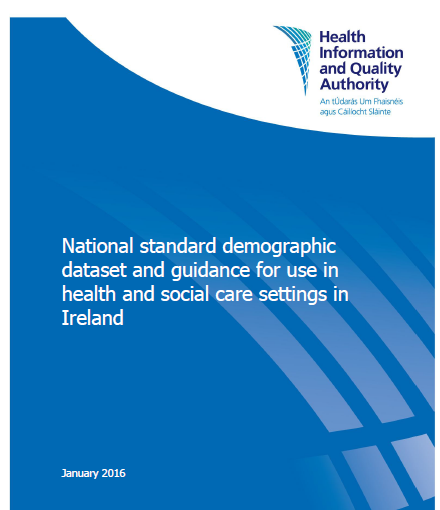 Health
Information
and Quality
Authority
An tÚdarás Um Fhaisnéis
agus Cáilíocht Sláinte
National standard demographic
dataset and guidance for use in
health and social care settings in
Ireland
January 2016